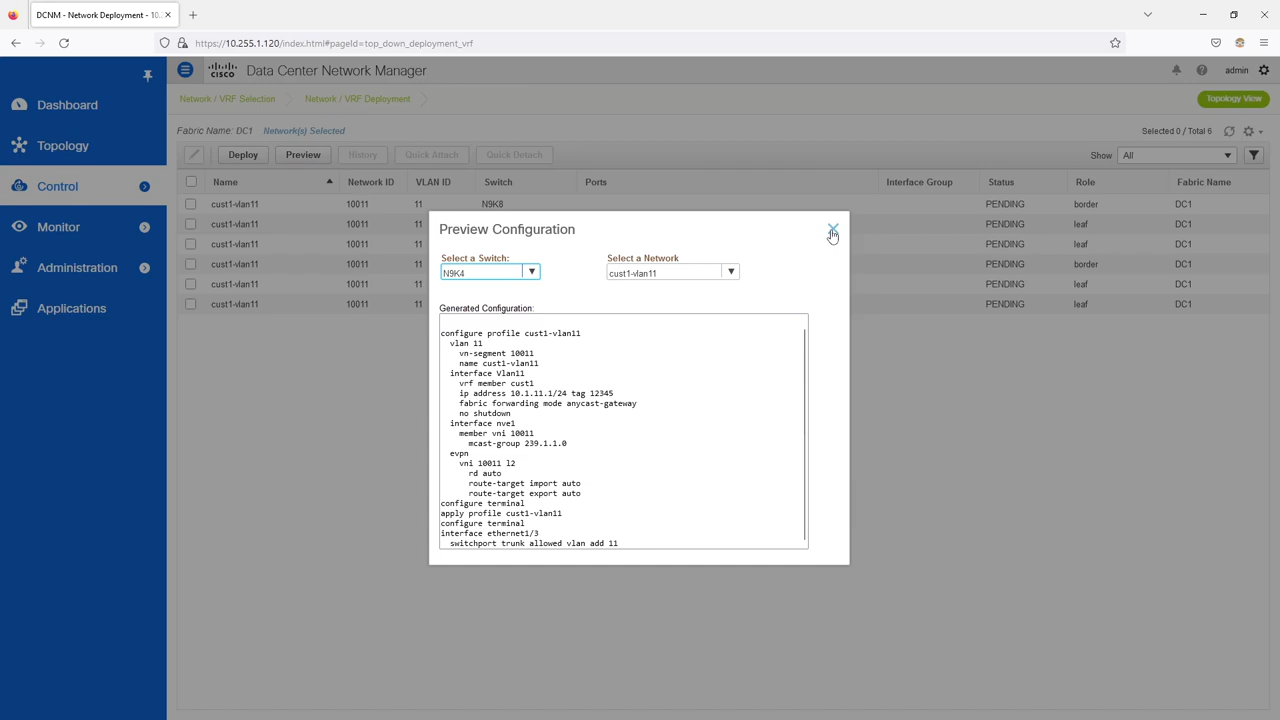 DCNM - Network Deployment - 10.
https://10.255.1.120/index.html#pageId=top_down_deployment_vrf
cisco Data Center Network Manager
admin
Network / VRF Selection Network / VRF Deployment
Topology View
Fabric Name: DC1 Network(s) Selected
Selected 0 / Total 6
Deploy Preview History Quick Attach Quick Detach
Show All
Name Network ID VLAN ID Switch Ports Interface Group Status Role Fabric Name
cust1-vlan11 10011 11 N9K8 PENDING border DC1
cust1-vlan11 10011 11 PENDING leaf DC1
cust1-vlan11 10011 11 PENDING leaf DC1
cust1-vlan11 10011 11 PENDING border DC1
cust1-vlan11 10011 11 PENDING leaf DC1
cust1-vlan11 10011 11 PENDING leaf DC1
Dashboard
Topology
Control
Monitor
Administration
Applications
Preview Configuration
Select a Switch: Select a Network
N9K4 cust1-vlan11
Generated Configuration:
configure profile cust1-vlan11
vlan 11
vn-segment 10011
name cust1-vlan11
interface Vlan11
vrf member cust1
ip address 10.1.11.1/24 tag 12345
fabric forwarding mode anycast-gateway
no shutdown
interface nve1
member vni 10011
mcast-group 239.1.1.0
evpn
vni 10011 l2
rd auto
route-target import auto
route-target export auto
configure terminal
apply profile cust1-vlan11
configure terminal
interface ethernet1/3
switchport trunk allowed vlan add 11